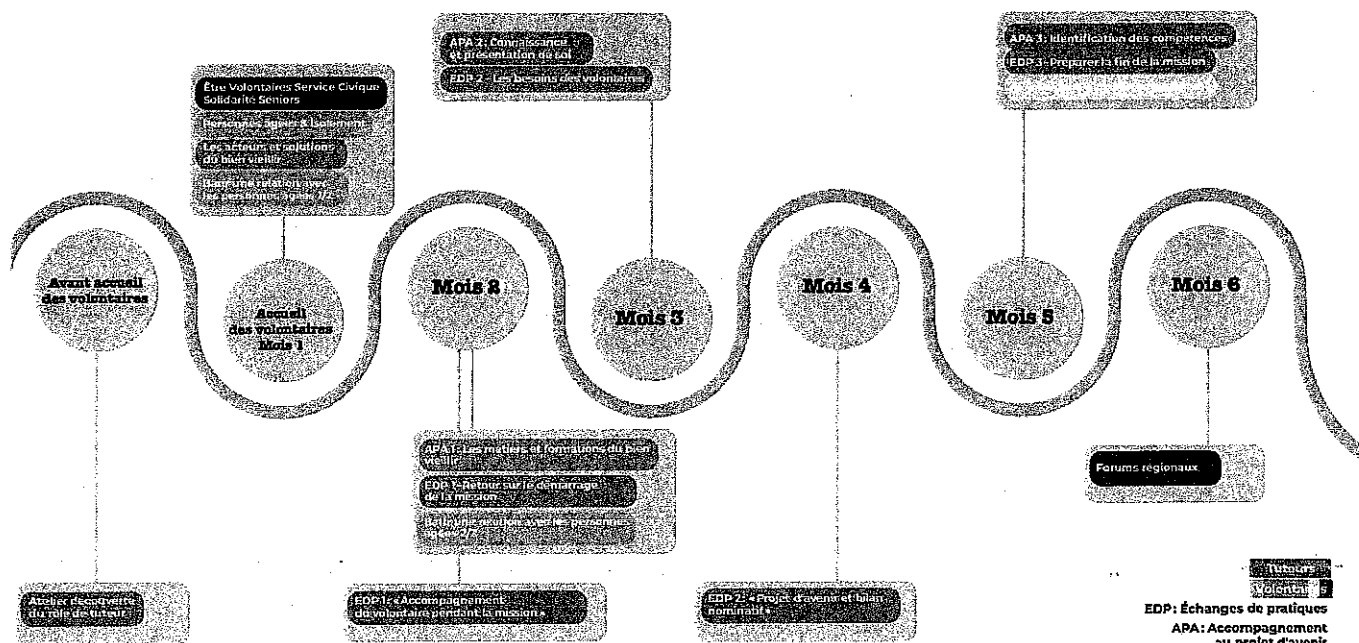 APA 2 : Connaissance
et présentation de soi
EDP 2 - Les besoins des volontaires
APA 3 : Identification des compétences
EDP 3 - Préparer la fin de la mission
Être Volontaires Service Civique
Solidarité Seniors
Personnes âgées & isolement
Les acteurs et solutions
du bien vieillir
Bâtir une relation avec
les personnes âgées 1/2
Avant accueil
des volontaires
Accueil
des volontaires
Mois 1
Mois 2
Mois 3
Mois 4
Mois 5
Mois 6
APA 1 : Les métiers et formations du bien
vieillir
EDP 1 - Retour sur le démarrage
de la mission
Bâtir une relation avec les personnes
âgées 2/2
Forums régionaux
Atelier découverte
du rôle de tuteur
EDP 1 : «Accompagnement
du volontaire pendant la mission»
EDP 2 : «Projet d'avenir et bilan
nominatif»
Tuteurs
Volontaires
EDP : Échanges de pratiques
APA : Accompagnement
au projet d'avenir